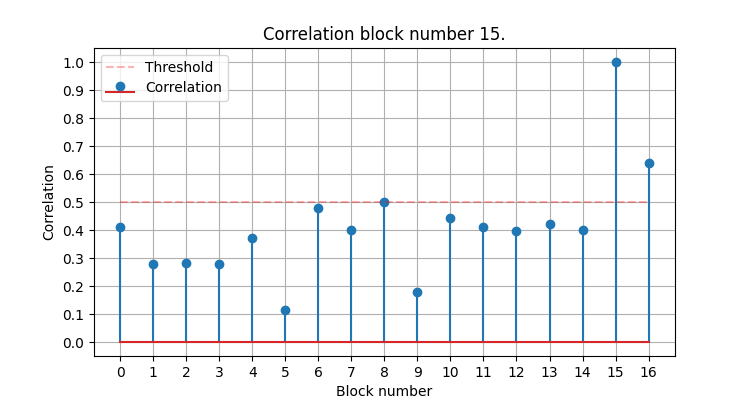 Correlation block number 15.
Threshold
Correlation
Correlation
1.0
0.9
0.8
0.7
0.6
0.5
0.4
0.3
0.2
0.1
0.0
0 1 2 3 4 5 6 7 8 9 10 11 12 13 14 15 16
Block number